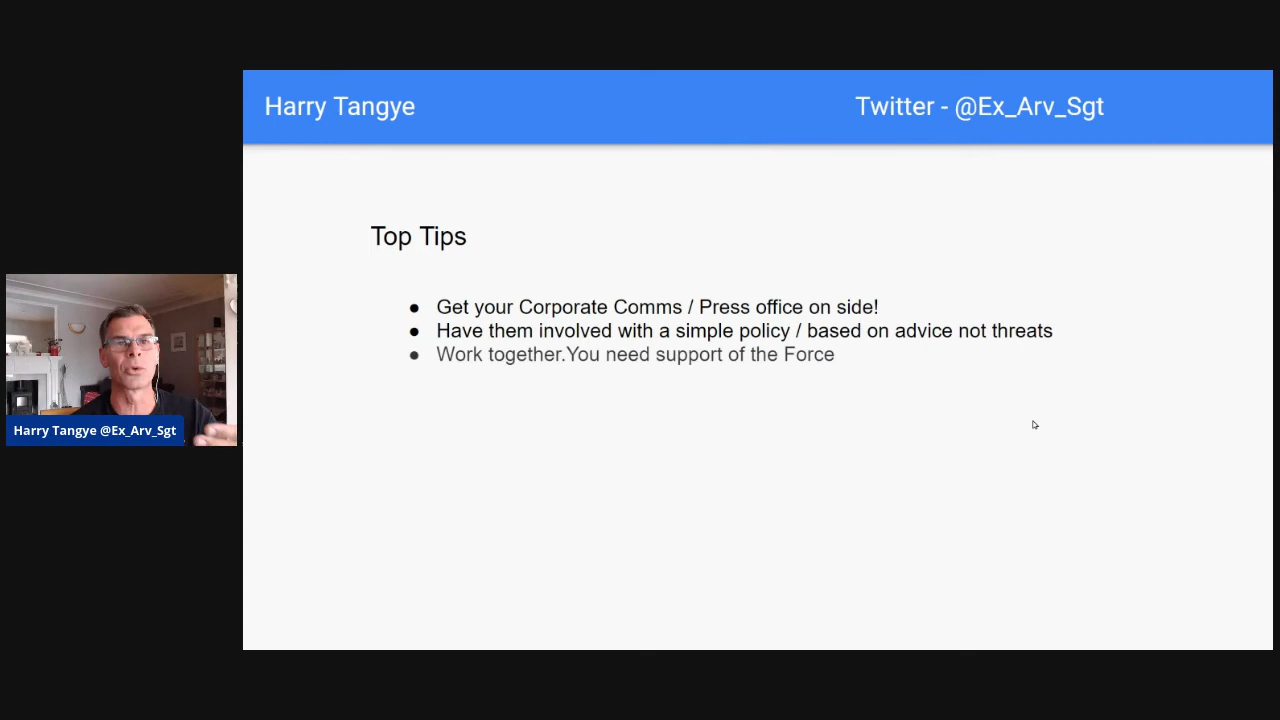 Harry Tangye
Twitter - @Ex_Arv_Sgt
Top Tips
● Get your Corporate Comms / Press office on side!
● Have them involved with a simple policy / based on advice not threats
● Work together.You need support of the Force
Harry Tangye @Ex_Arv_Sgt